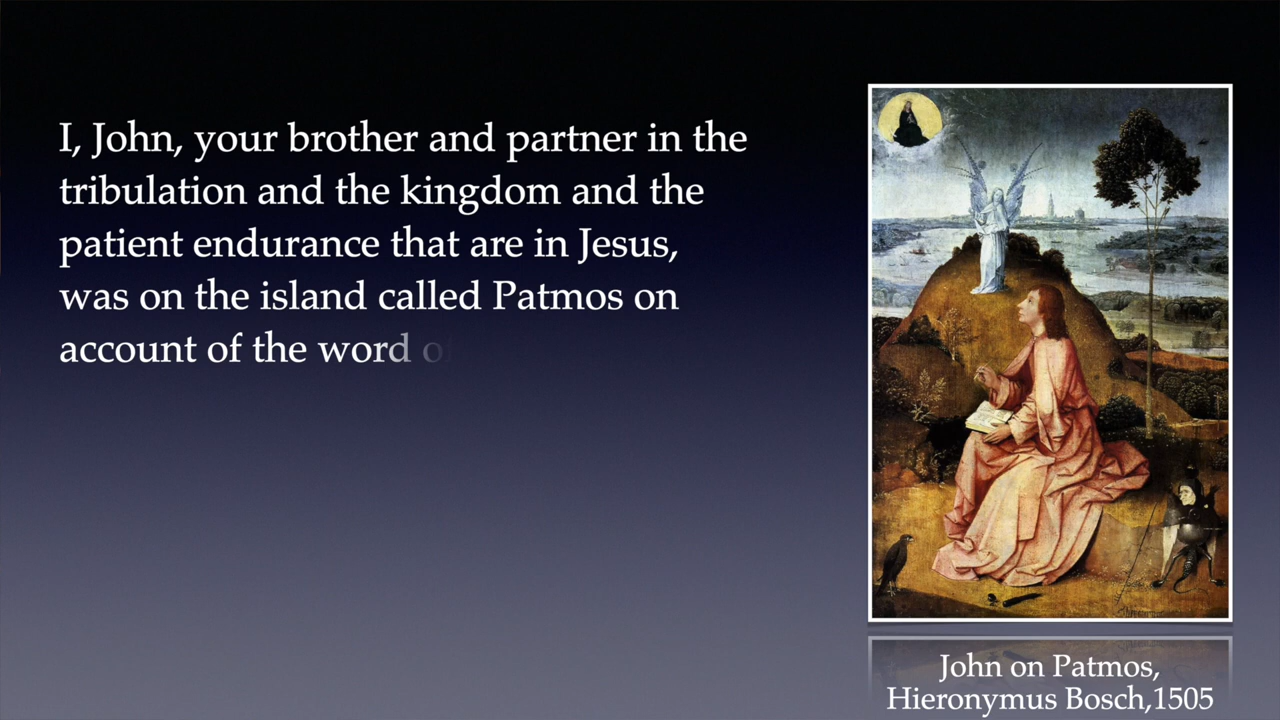 I, John, your brother and partner in the
tribulation and the kingdom and the
patient endurance that are in Jesus,
was on the island called Patmos on
account of the word o
John on Patmos,
Hieronymus Bosch,1505